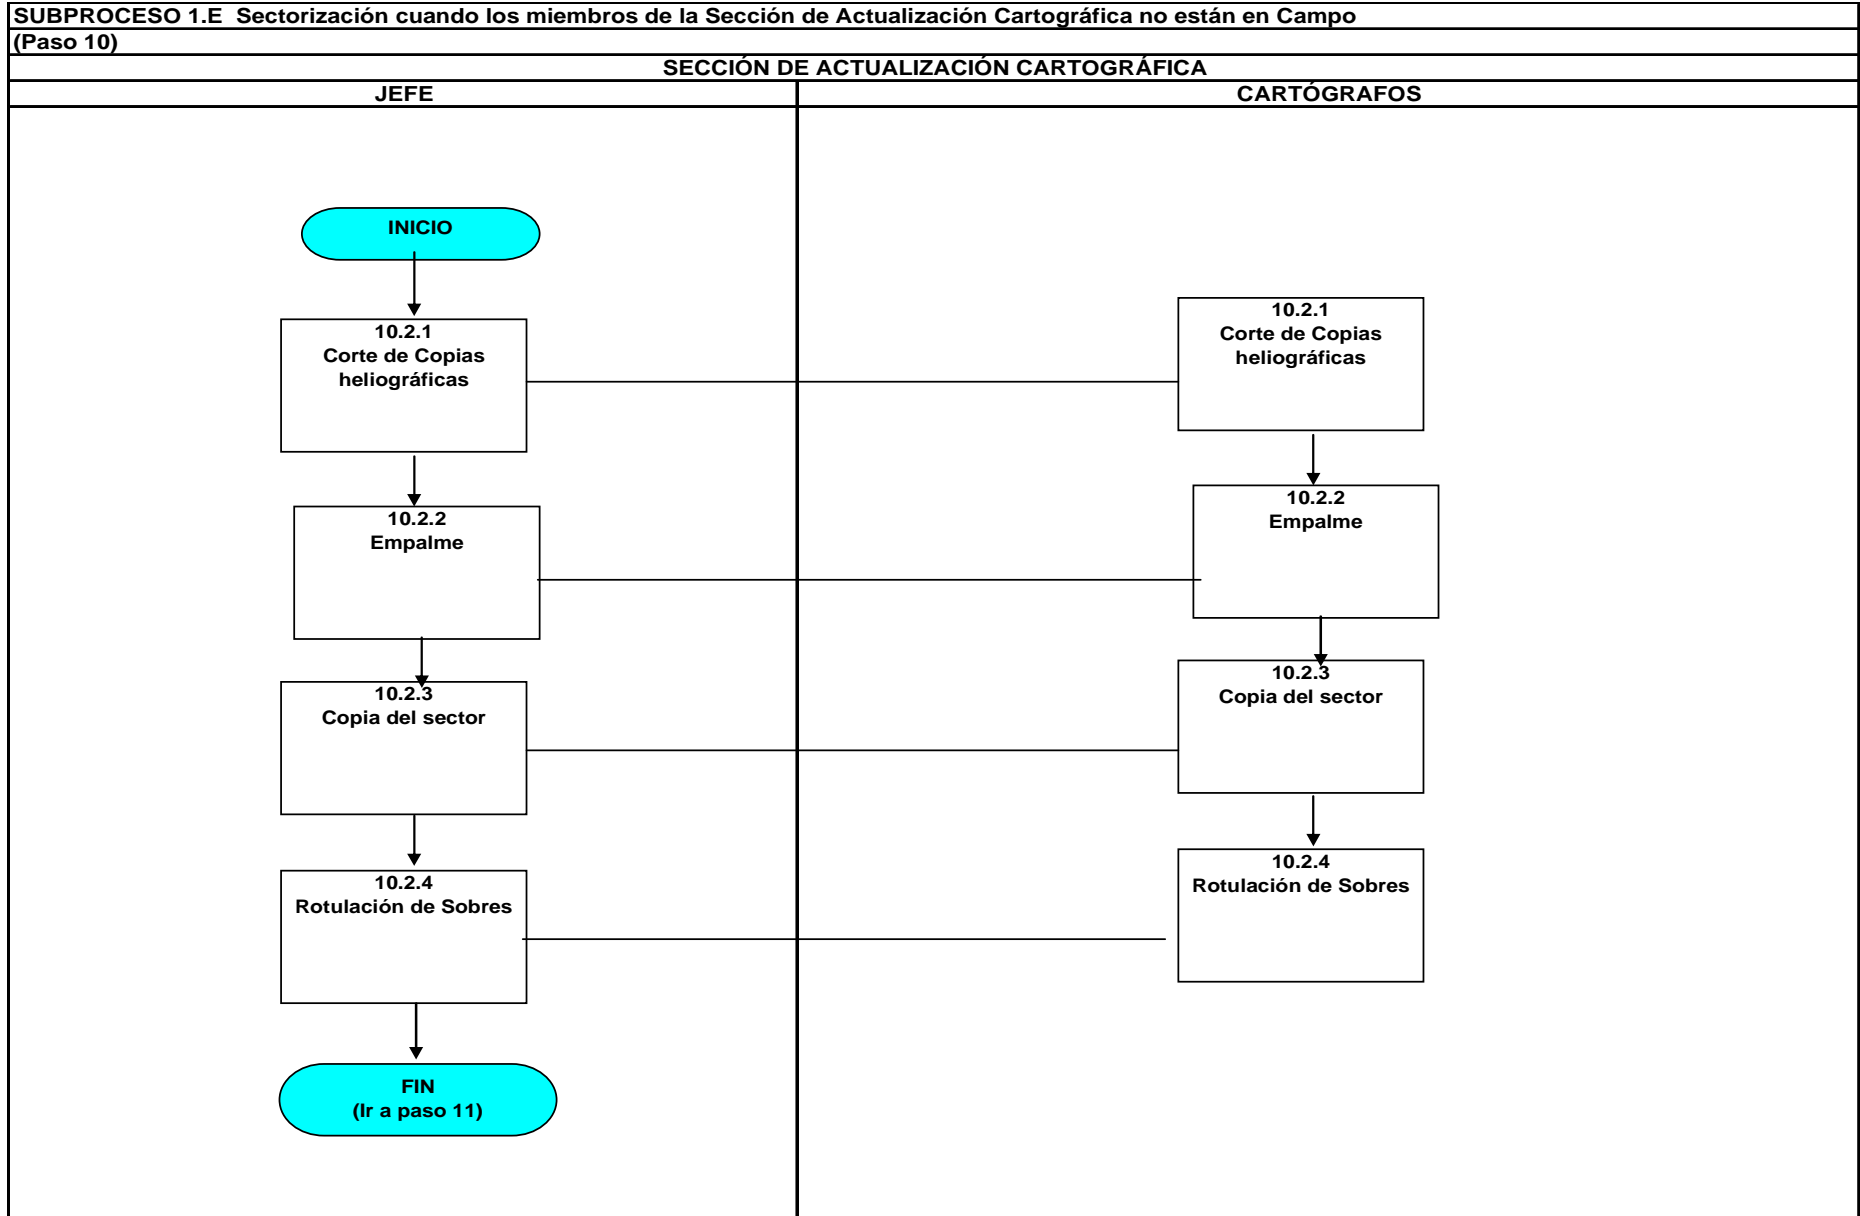 SUBPROCESO 1.E  Sectorización cuando los miembros de la Sección de Actualización Cartográfica no están en Campo
(Paso 10)
SECCIÓN DE ACTUALIZACIÓN CARTOGRÁFICA
JEFE
CARTÓGRAFOS
INICIO
10.2.1
Corte de Copias
heliográficas
10.2.2
Empalme
10.2.3
Copia del sector
10.2.4
Rotulación de Sobres
FIN
(Ir a paso 11)
10.2.1
Corte de Copias
heliográficas
10.2.2
Empalme
10.2.3
Copia del sector
10.2.4
Rotulación de Sobres